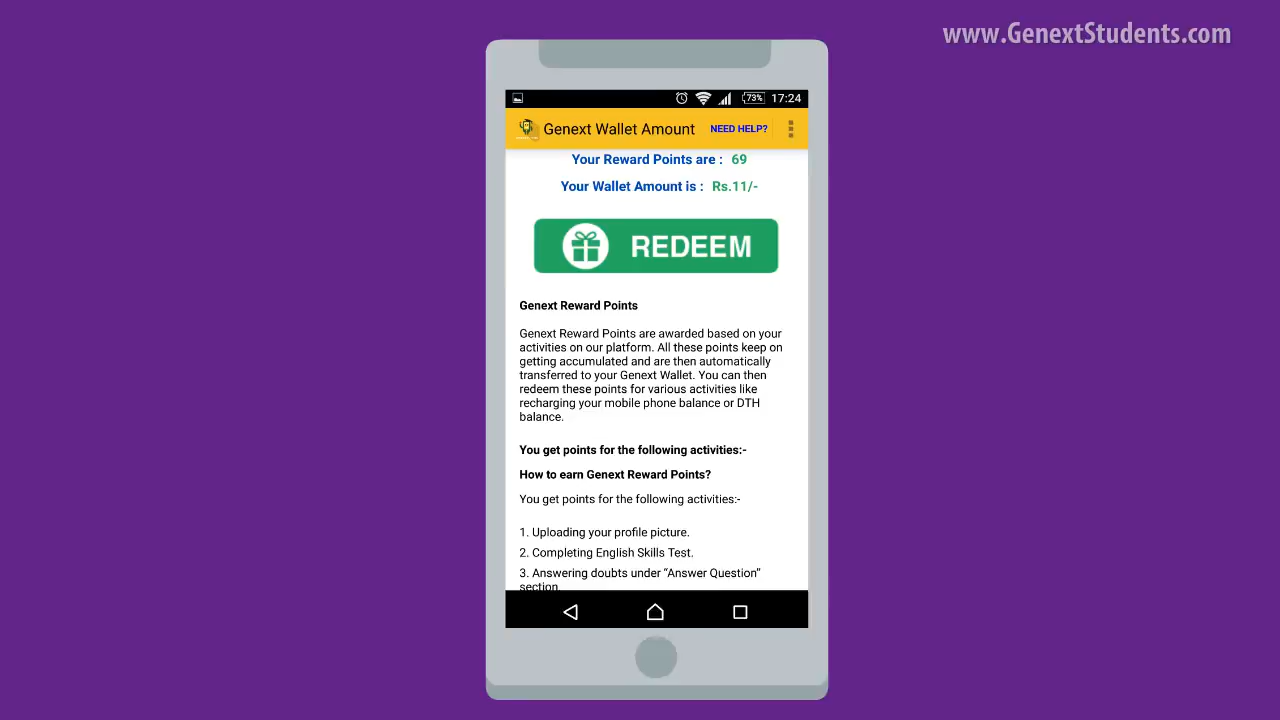 www.GenextStudents.com
73% 17:24
Genext Wallet Amount NEED HELP?
Your Reward Points are : 69
Your Wallet Amount is : Rs.11/-
REDEEM
Genext Reward Points
Genext Reward Points are awarded based on your
activities on our platform. All these points keep on
getting accumulated and are then automatically
transferred to your Genext Wallet. You can then
redeem these points for various activities like
recharging your mobile phone balance or DTH
balance.
You get points for the following activities:-
How to earn Genext Reward Points?
You get points for the following activities:-
1. Uploading your profile picture.
2. Completing English Skills Test.
3. Answering doubts under “Answer Question”
section